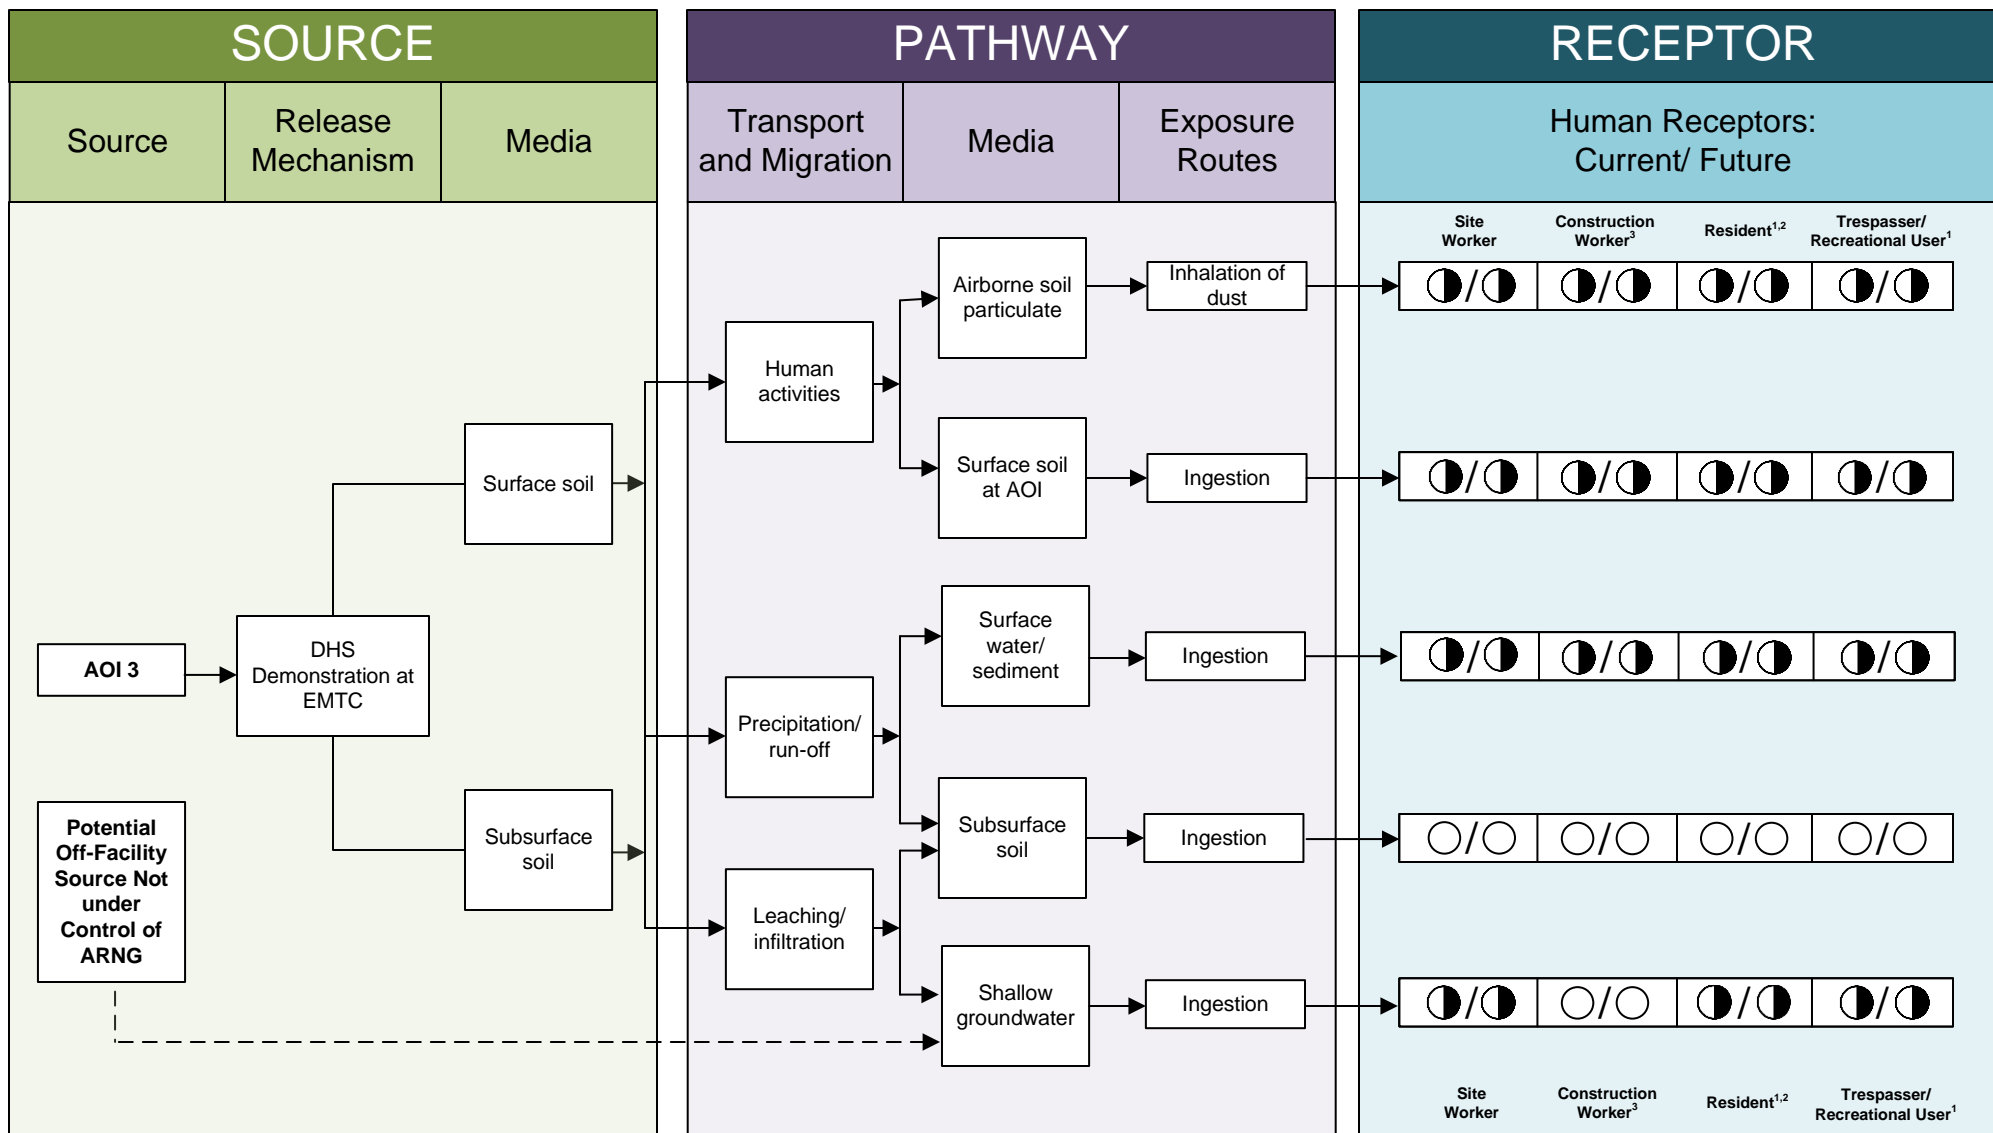 SOURCE
PATHWAY
RECEPTOR
Source
Release
Mechanism
Media
Transport
and Migration
Media
Exposure
Routes
Human Receptors:
Current/ Future
Site
Worker
Construction
Worker3
Resident1,2
Trespasser/
Recreational User1
Airborne soil
particulate
Inhalation of
dust
/
/
/
/
Human
activities
Surface soil
Surface soil
at AOI
Ingestion
/
/
/
/
AOI 3
DHS
Demonstration at
EMTC
Surface
water/
sediment
Ingestion
/
/
/
/
Precipitation/
run-off
Potential
Off-Facility
Source Not
under
Control of
ARNG
Subsurface
soil
Subsurface
soil
Ingestion
/
/
/
/
Leaching/
infiltration
Shallow
groundwater
Ingestion
/
/
/
/
Site
Worker
Construction
Worker3
Resident1,2
Trespasser/
Recreational User1